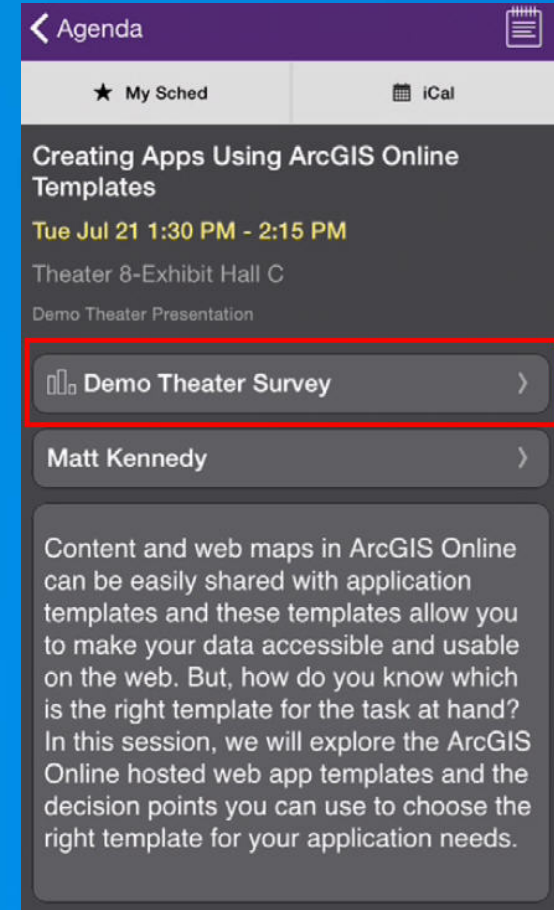 Agenda
My Sched
iCal
Creating Apps Using ArcGIS Online
Templates
Tue Jul 21 1:30 PM - 2:15 PM
Theater 8-Exhibit Hall C
Demo Theater Presentation
Demo Theater Survey
Matt Kennedy
Content and web maps in ArcGIS Online
can be easily shared with application
templates and these templates allow you
to make your data accessible and usable
on the web. But, how do you know which
is the right template for the task at hand?
In this session, we will explore the ArcGIS
Online hosted web app templates and the
decision points you can use to choose the
right template for your application needs.